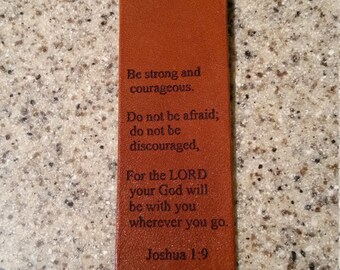 Be strong and
courageous.
Do not be afraid;
do not be
discouraged,
For the LORD
your God will
be with you
wherever you go.
Joshua 1:9